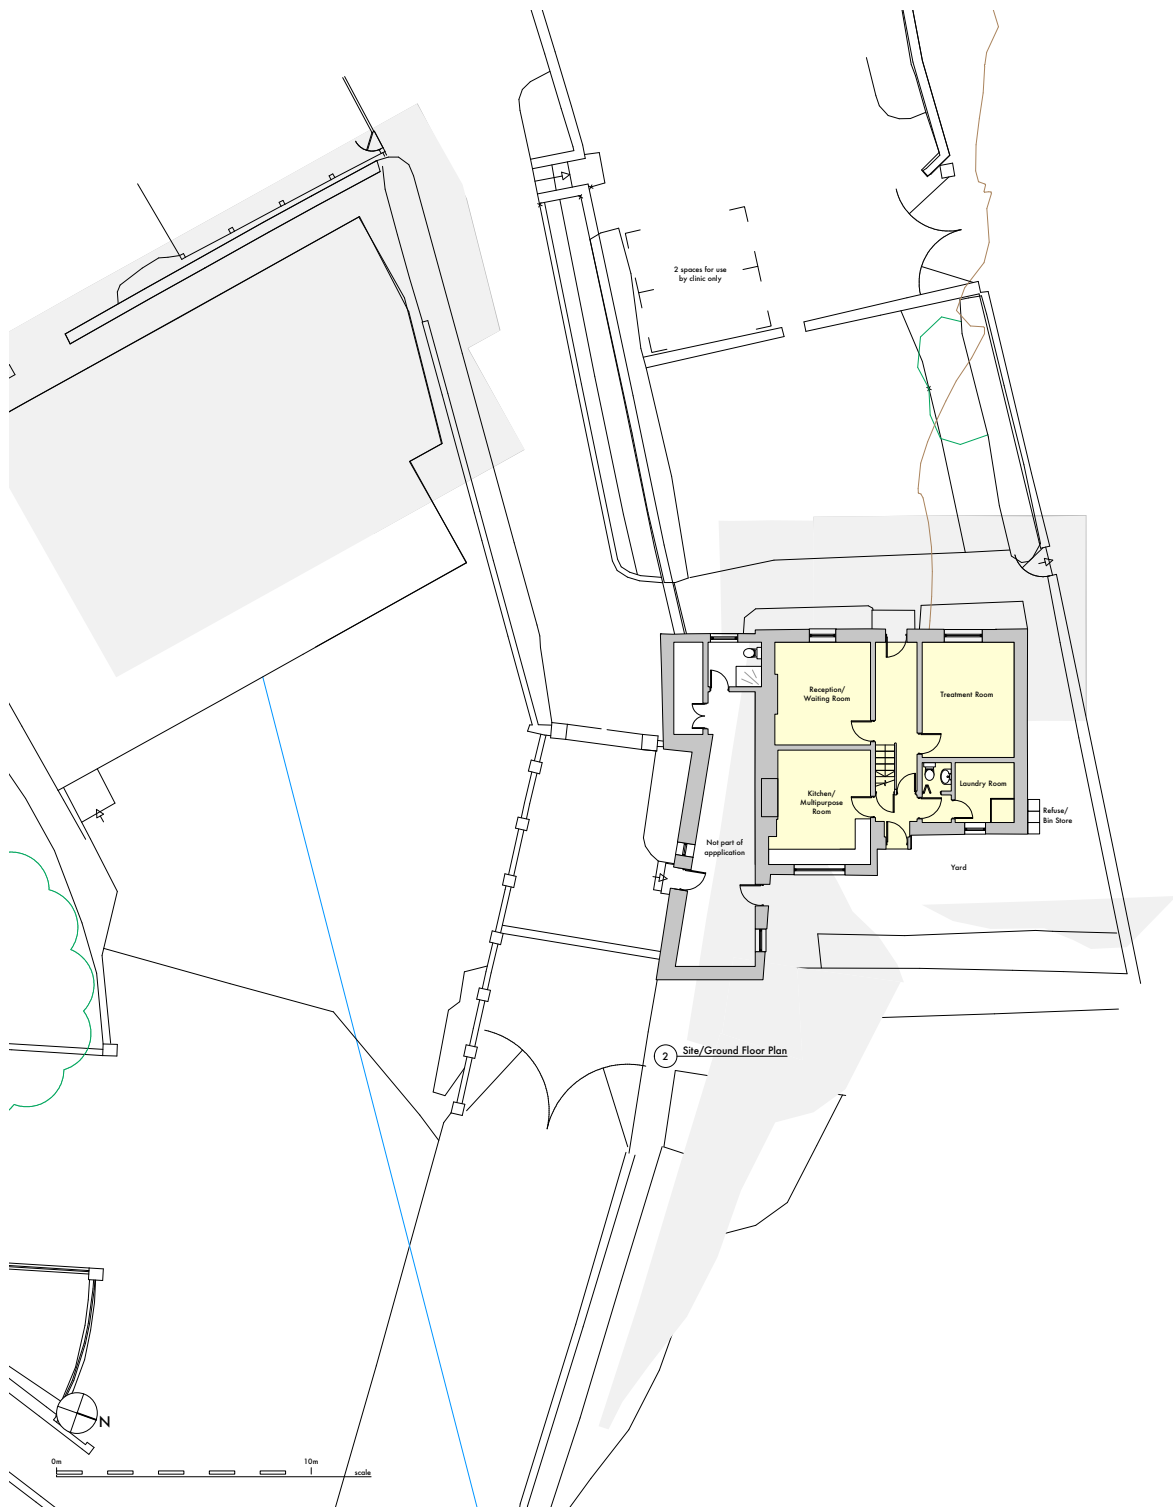 2 spaces for use
by clinic only
Reception/
Waiting Room
Treatment Room
Kitchen/
Multipurpose
Room
Laundry Room
Refuse/
Bin Store
Not part of
appplication
Yard
2 Site/Ground Floor Plan
N
0m 10m
scale